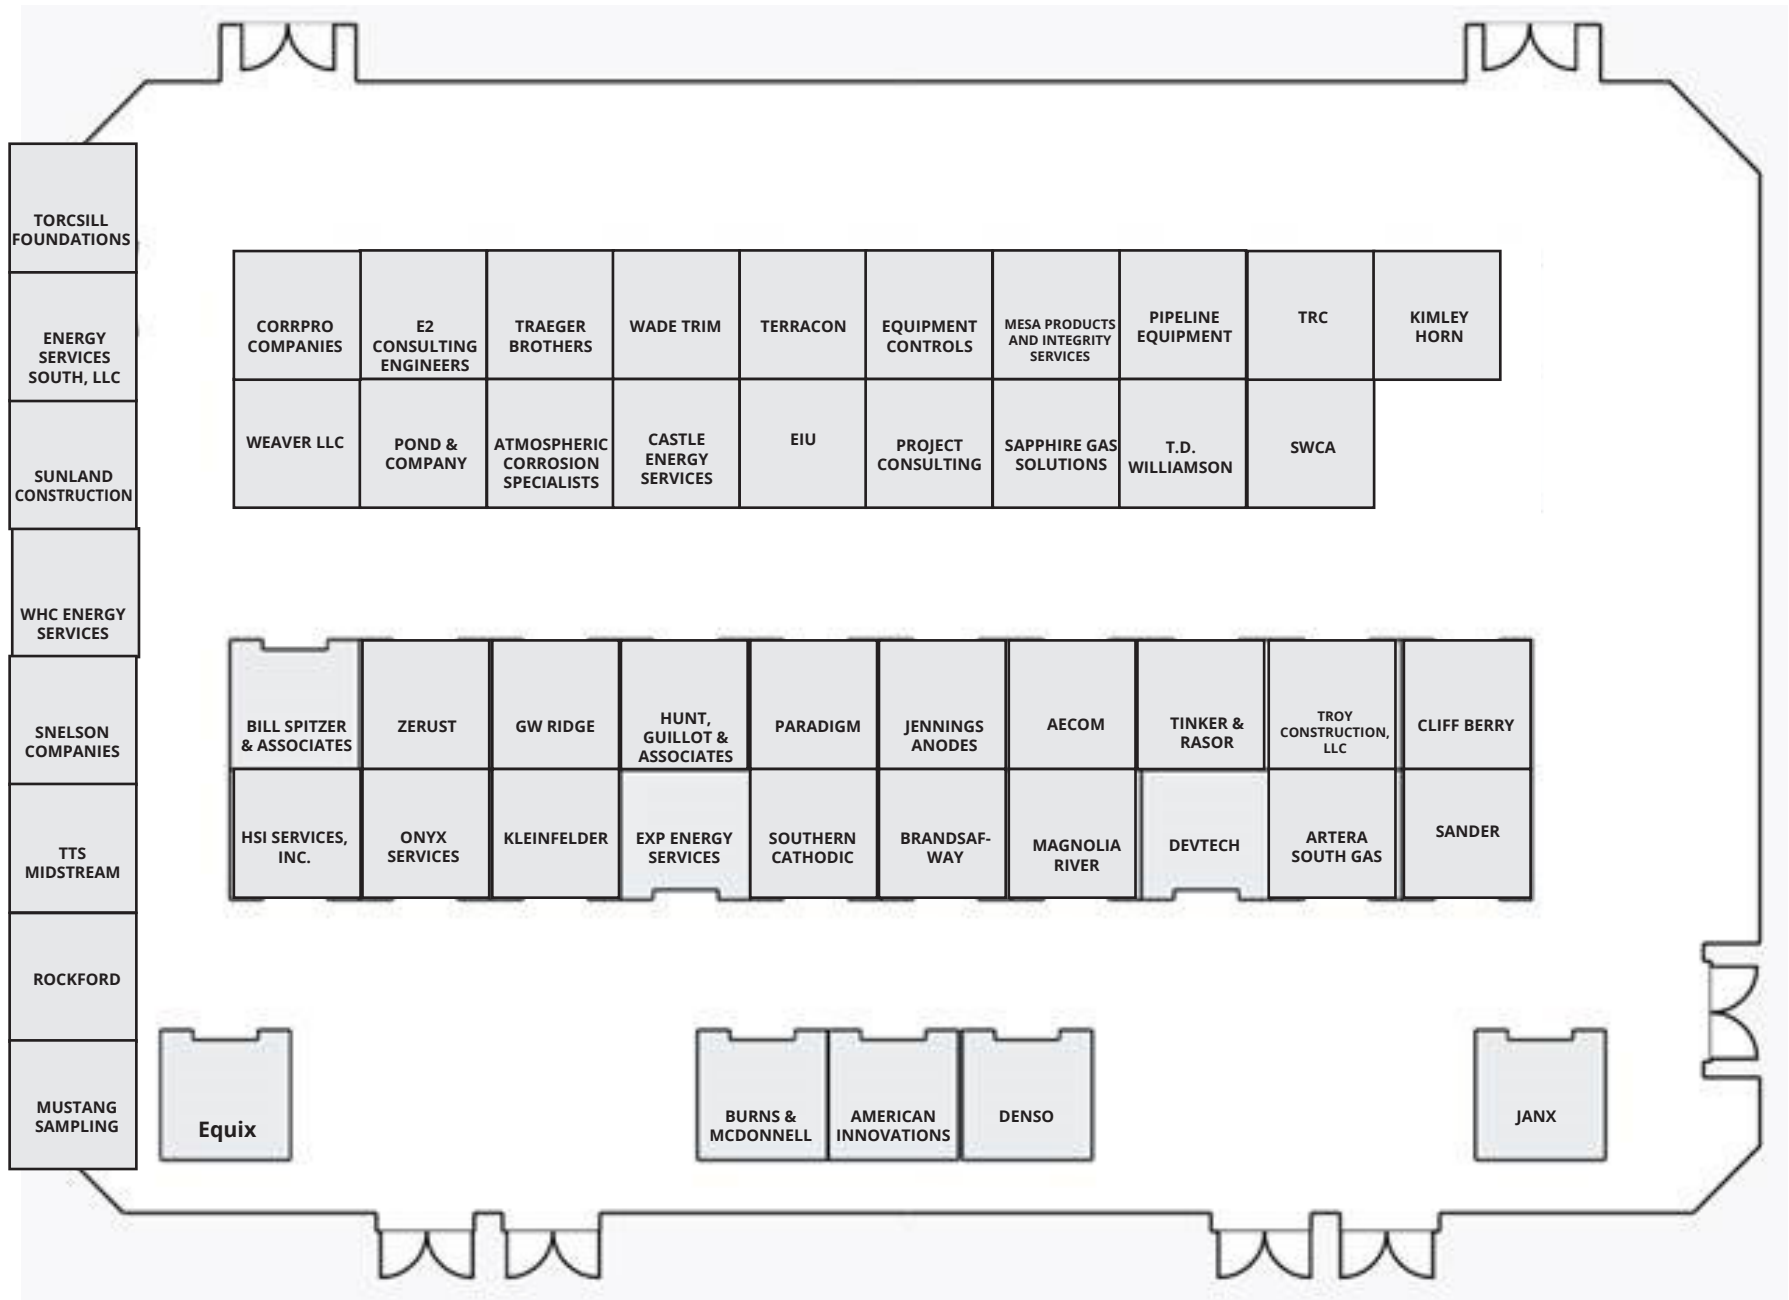 TORCSILL
FOUNDATIONS
ENERGY
SERVICES
SOUTH, LLC
SUNLAND
CONSTRUCTION
WHC ENERGY
SERVICES
SNELSON
COMPANIES
TTS
MIDSTREAM
ROCKFORD
MUSTANG
SAMPLING
CORRPRO
COMPANIES
E2
CONSULTING
ENGINEERS
TRAEGER
BROTHERS
WADE TRIM
TERRACON
EQUIPMENT
CONTROLS
MESA PRODUCTS
AND INTEGRITY
SERVICES
PIPELINE
EQUIPMENT
TRC
KIMLEY
HORN
WEAVER LLC
POND &
COMPANY
ATMOSPHERIC
CORROSION
SPECIALISTS
CASTLE
ENERGY
SERVICES
EIU
PROJECT
CONSULTING
SAPPHIRE GAS
SOLUTIONS
T.D.
WILLIAMSON
SWCA
BILL SPITZER
& ASSOCIATES
ZERUST
GW RIDGE
HUNT,
GUILLOT &
ASSOCIATES
PARADIGM
JENNINGS
ANODES
AECOM
TINKER &
RASOR
TROY
CONSTRUCTION,
LLC
CLIFF BERRY
HSI SERVICES,
INC.
ONYX
SERVICES
KLEINFELDER
EXP ENERGY
SERVICES
SOUTHERN
CATHODIC
BRANDSAF-
WAY
MAGNOLIA
RIVER
DEVTECH
ARTERA
SOUTH GAS
SANDER
Equix
BURNS &
MCDONNELL
AMERICAN
INNOVATIONS
DENSO
JANX